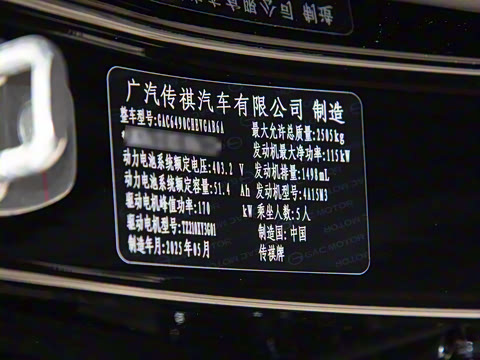 广汽传祺汽车有限公司 制造
整车型号:GAC6490CHEVGAB6A
最大允许总质量:2505kg
发动机最大净功率:115kW
动力电池系统额定电压:403.2 V 发动机排量:1498mL
动力电池系统额定容量:51.4 Ah 发动机型号:4A15M3
驱动电机峰值功率:170 kW 乘坐人数:5人
驱动电机型号:TZ210XY3G01
制造国:中国
制造年月:2025年05月
传祺牌
GAC MOTOR